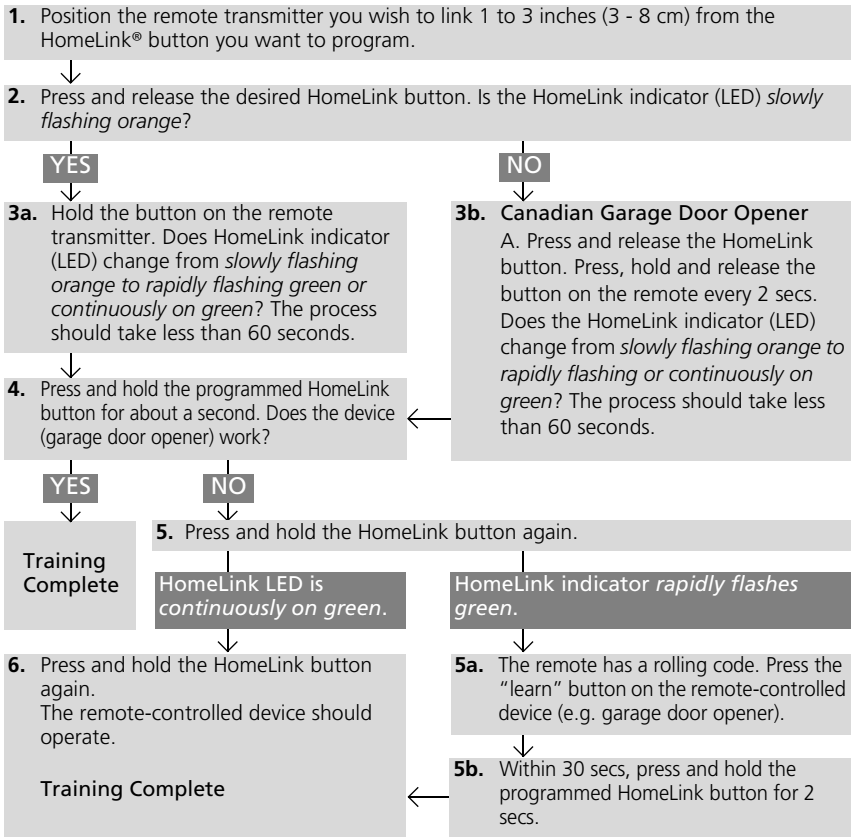 1. Position the remote transmitter you wish to link 1 to 3 inches (3 - 8 cm) from the
HomeLink® button you want to program.
2. Press and release the desired HomeLink button. Is the HomeLink indicator (LED) slowly
flashing orange?
YES
NO
3a. Hold the button on the remote
transmitter. Does HomeLink indicator
(LED) change from slowly flashing
orange to rapidly flashing green or
continuously on green? The process
should take less than 60 seconds.
3b. Canadian Garage Door Opener
A. Press and release the HomeLink
button. Press, hold and release the
button on the remote every 2 secs.
Does the HomeLink indicator (LED)
change from slowly flashing orange to
rapidly flashing or continuously on
green? The process should take less
than 60 seconds.
4. Press and hold the programmed HomeLink
button for about a second. Does the device
(garage door opener) work?
YES
NO
Training
Complete
5. Press and hold the HomeLink button again.
HomeLink LED is
continuously on green.
HomeLink indicator rapidly flashes
green.
6. Press and hold the HomeLink button
again.
The remote-controlled device should
operate.
Training Complete
5a. The remote has a rolling code. Press the
“learn” button on the remote-controlled
device (e.g. garage door opener).
5b. Within 30 secs, press and hold the
programmed HomeLink button for 2
secs.